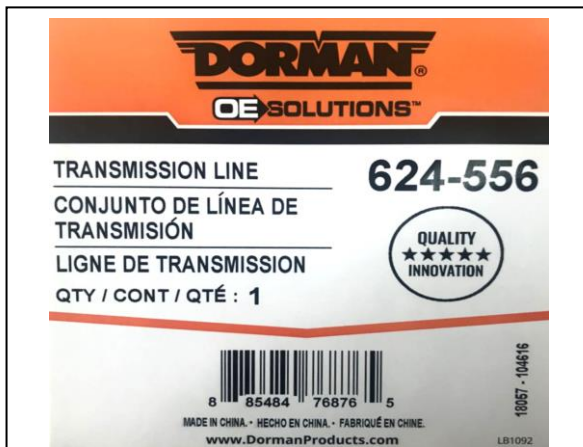 DORMAN®
OE SOLUTIONS™
TRANSMISSION LINE
624-556
CONJUNTO DE LÍNEA DE
TRANSMISIÓN
LIGNE DE TRANSMISSION
QTY / CONT / QTÉ : 1
QUALITY
INNOVATION
8 85484 76876 5
18057 - 104616
MADE IN CHINA. - HECHO EN CHINA. - FABRIQUÉ EN CHINE.
www.DormanProducts.com
LB1092